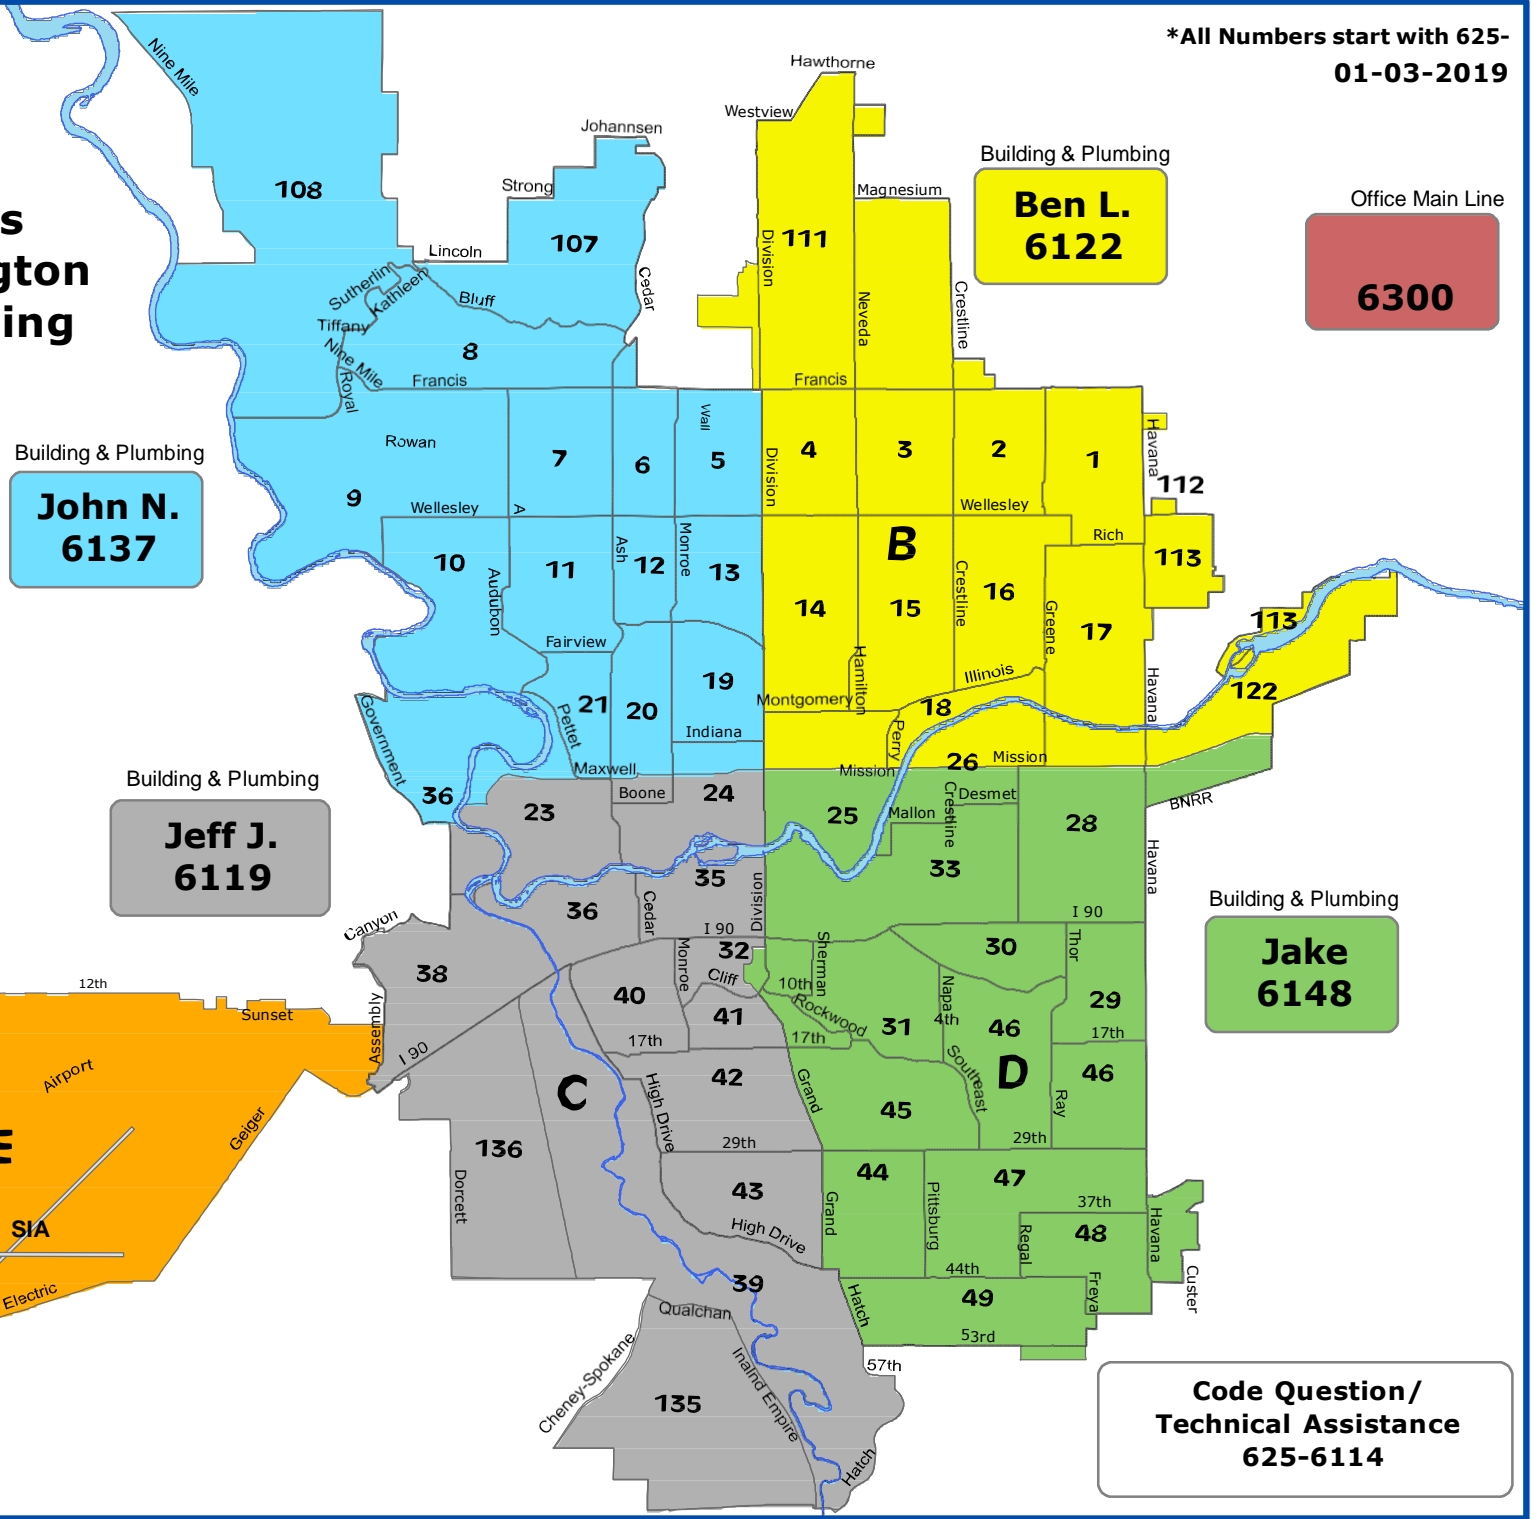 *All Numbers start with 625-
01-03-2019
Hawthorne
Westview
Nine Mile
Johannsen
Building & Plumbing
Ben L.
6122
Strong
Magnesium
108
Office Main Line
6300
s
gton
ing
107
111
Division
Lincoln
Cedar
Sutherlin
Kathleen
Bluff
Neveda
Crestline
Tiffany
Nine Mile
8
Royal
Francis
Francis
Wall
Rowan
7
6
5
4
3
2
1
Havana
Division
112
Building & Plumbing
John N.
6137
9
Wellesley
A
Wellesley
Rich
B
113
10
Audubon
11
Ash
12
Monroe
13
14
15
Crestline
16
Greene
17
113
Fairview
Hamilton
Illinois
19
Montgomery
Havana
122
Government
Pettet
21
20
18
Indiana
Perry
26
Mission
Mission
Maxwell
Building & Plumbing
Jeff J.
6119
36
23
Boone
24
25
Mallon
Crestline
Desmet
28
BNRR
33
Havana
35
Division
36
Cedar
I 90
I 90
Building & Plumbing
Jake
6148
Canyon
38
32
Monroe
Cliff
Sherman
30
Thor
12th
Sunset
Assembly
40
10th
Rockwood
Napa
29
41
31
4th
46
17th
17th
17th
I 90
Airport
C
High Drive
42
Grand
Southeast
D
46
45
Ray
Geiger
E
136
29th
29th
Dorcett
43
44
47
Pittsburg
37th
Grand
SIA
High Drive
Regal
48
Havana
44th
39
Electric
Hatch
49
Freya
Custer
Qualchan
53rd
Cheney-Spokane
Inalnd Empire
57th
135
Hatch
Code Question/
Technical Assistance
625-6114